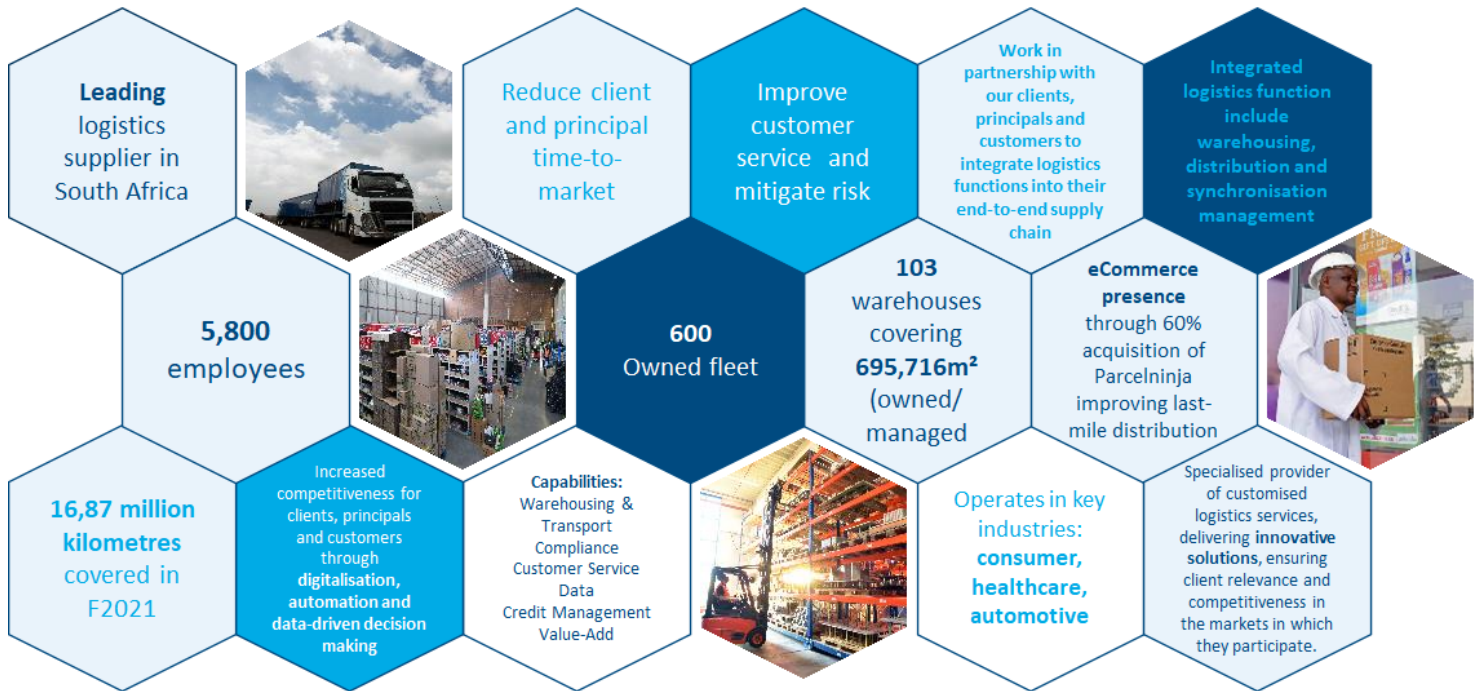 Leading
logistics
supplier in
South Africa
Reduce client
and principal
time-to-
market
Improve
customer
service and
mitigate risk
Work in
partnership with
our clients,
principals and
customers to
integrate logistics
functions into their
end-to-end supply
chain
Integrated
logistics function
include
warehousing,
distribution and
synchronisation
management
5,800
employees
600
Owned fleet
103
warehouses
covering
695,716m²
(owned/
managed
eCommerce
presence
through 60%
acquisition of
Parcelninja
improving last-
mile distribution
16,87 million
kilometres
covered in
F2021
Increased
competitiveness for
clients, principals
and customers
through
digitalisation,
automation and
data-driven decision
making
Capabilities:
Warehousing &
Transport
Compliance
Customer Service
Data
Credit Management
Value-Add
Operates in key
industries:
consumer,
healthcare,
automotive
Specialised provider
of customised
logistics services,
delivering innovative
solutions, ensuring
client relevance and
competitiveness in
the markets in which
they participate.